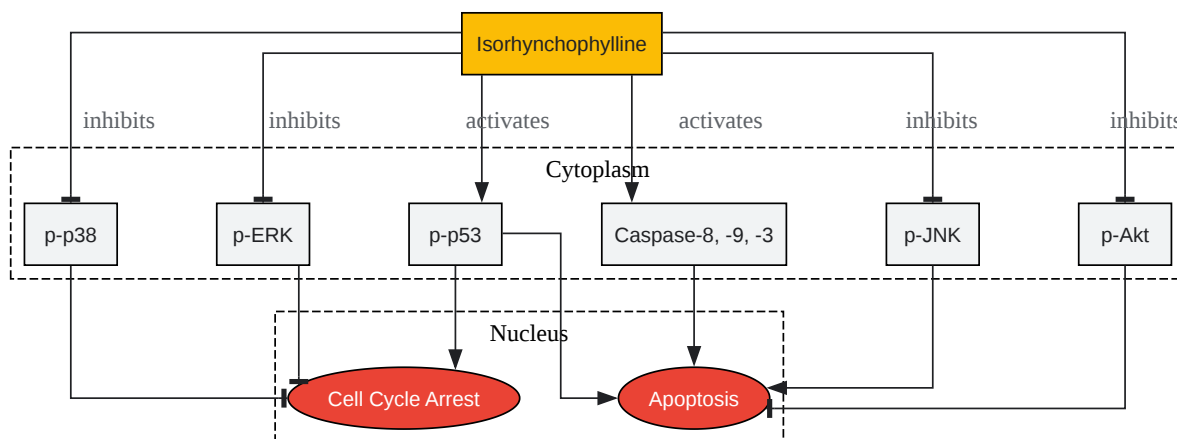 Isorhynchophylline
inhibits
inhibits
activates
activates
inhibits
inhibits
Cytoplasm
p-p38
p-ERK
p-p53
Caspase-8, -9, -3
p-JNK
p-Akt
Nucleus
Cell Cycle Arrest
Apoptosis